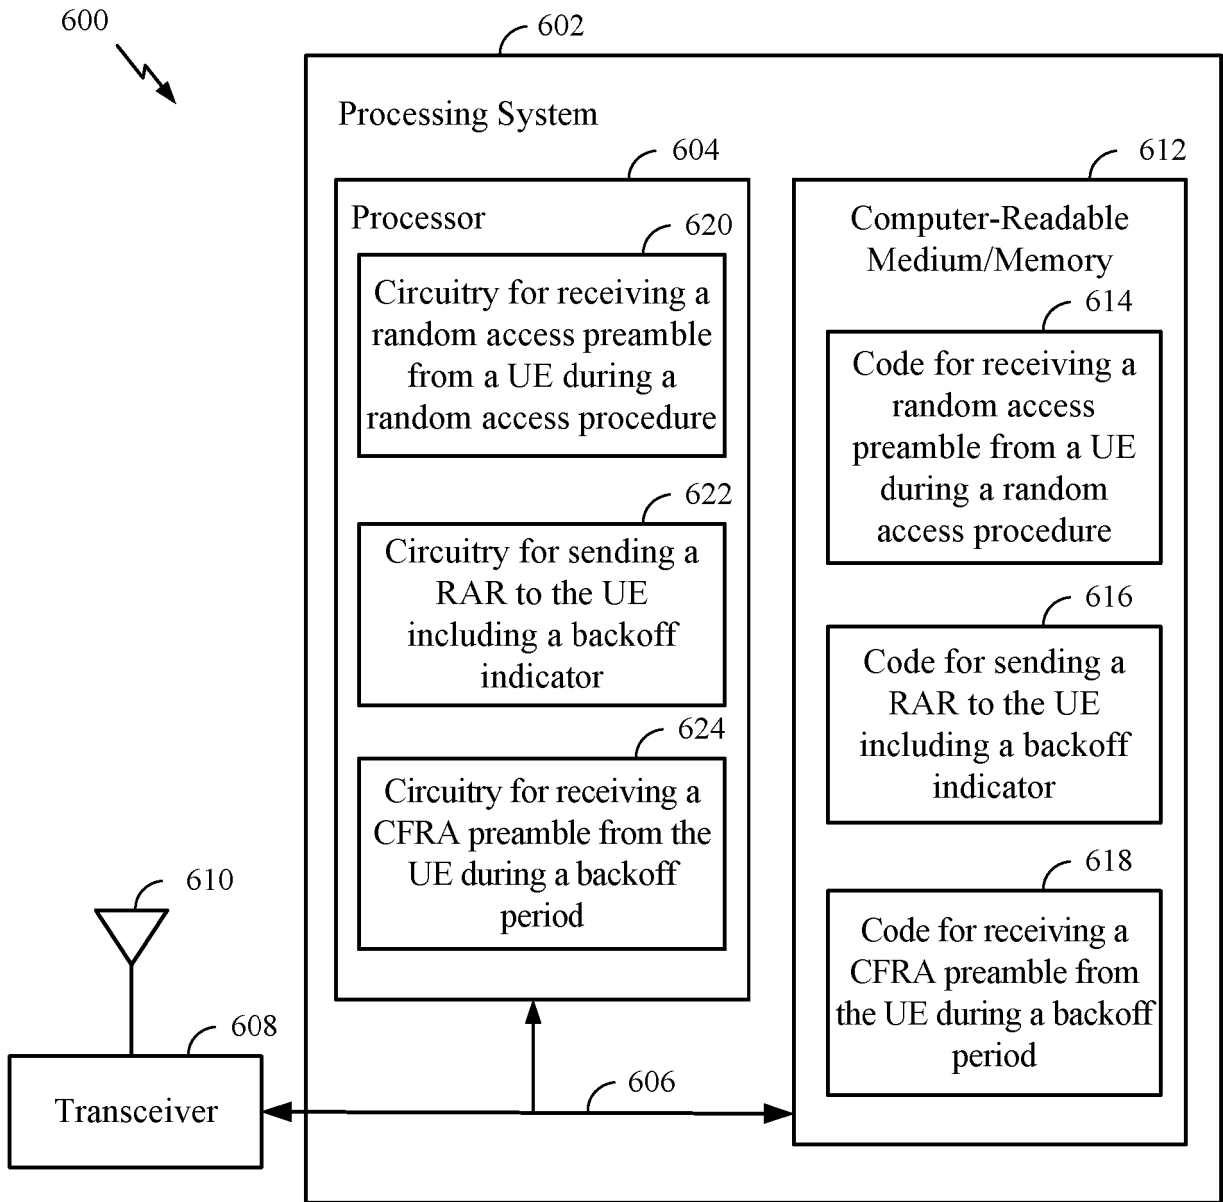 600
602
Processing System
604
Processor
620
Circuitry for receiving a
random access preamble
from a UE during a
random access procedure
622
Circuitry for sending a
RAR to the UE
including a backoff
indicator
624
Circuitry for receiving a
CFRA preamble from the
UE during a backoff
period
612
Computer-Readable
Medium/Memory
614
Code for receiving a
random access
preamble from a UE
during a random
access procedure
616
Code for sending a
RAR to the UE
including a backoff
indicator
618
Code for receiving a
CFRA preamble from
the UE during a backoff
period
610
608
Transceiver
606